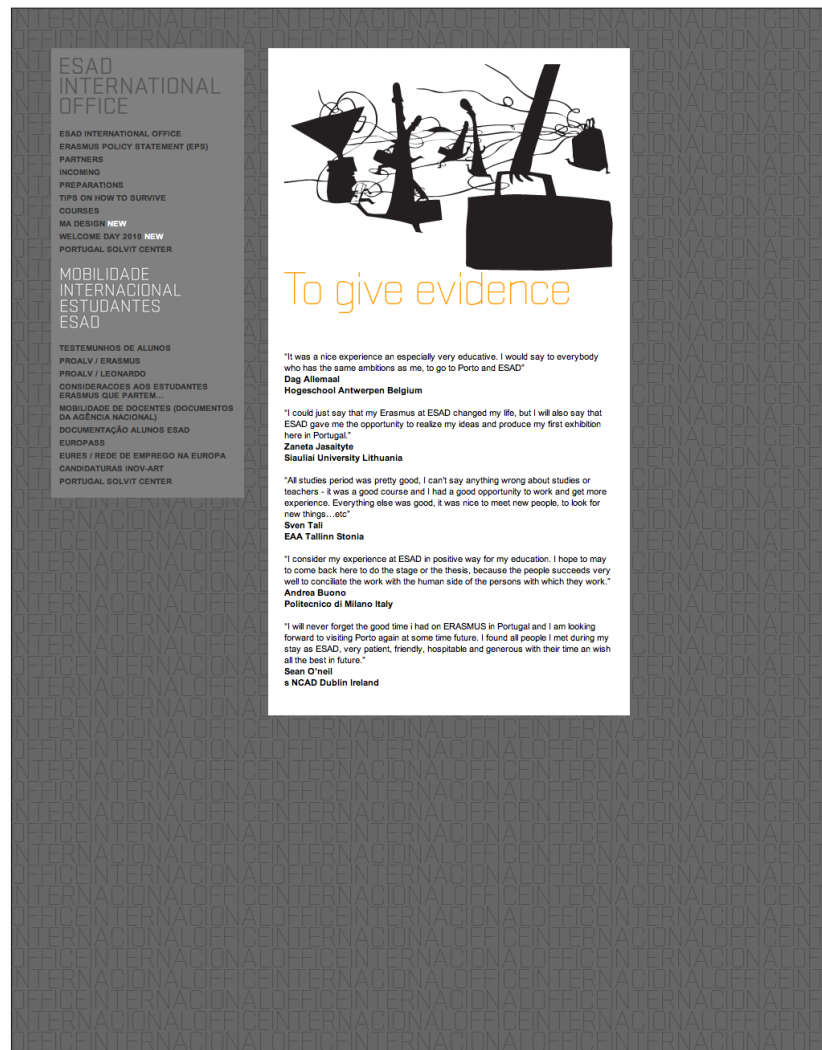 ESAD
INTERNATIONAL
OFFICE
ESAD INTERNATIONAL OFFICE
ERASMUS POLICY STATEMENT (EPS)
PARTNERS
INCOMING
PREPARATIONS
TIPS ON HOW TO SURVIVE
COURSES
MA DESIGN NEW
WELCOME DAY 2010 NEW
PORTUGAL SOLVIT CENTER
MOBILIDADE
INTERNACIONAL
ESTUDANTES
ESAD
TESTEMUNHOS DE ALUNOS
PROALV / ERASMUS
PROALV / LEONARDO
CONSIDERACOES AOS ESTUDANTES
ERASMUS QUE PARTEM...
MOBILIDADE DE DOCENTES (DOCUMENTOS
DA AGÊNCIA NACIONAL)
DOCUMENTAÇÃO ALUNOS ESAD
EUROPASS
EURES / REDE DE EMPREGO NA EUROPA
CANDIDATURAS INOV-ART
PORTUGAL SOLVIT CENTER
To give evidence
"It was a nice experience an especially very educative. I would say to everybody
who has the same ambitions as me, to go to Porto and ESAD"
Dag Allemaal
Hogeschool Antwerpen Belgium
"I could just say that my Erasmus at ESAD changed my life, but I will also say that
ESAD gave me the opportunity to realize my ideas and produce my first exhibition
here in Portugal."
Zaneta Jasaityte
Siauliai University Lithuania
"All studies period was pretty good, I can't say anything wrong about studies or
teachers - it was a good course and I had a good opportunity to work and get more
experience. Everything else was good, it was nice to meet new people, to look for
new things…etc"
Sven Tali
EAA Tallinn Stonia
"I consider my experience at ESAD in positive way for my education. I hope to may
to come back here to do the stage or the thesis, because the people succeeds very
well to conciliate the work with the human side of the persons with which they work."
Andrea Buono
Politecnico di Milano Italy
"I will never forget the good time i had on ERASMUS in Portugal and I am looking
forward to visiting Porto again at some time future. I found all people I met during my
stay as ESAD, very patient, friendly, hospitable and generous with their time an wish
all the best in future."
Sean O'neil
s NCAD Dublin Ireland